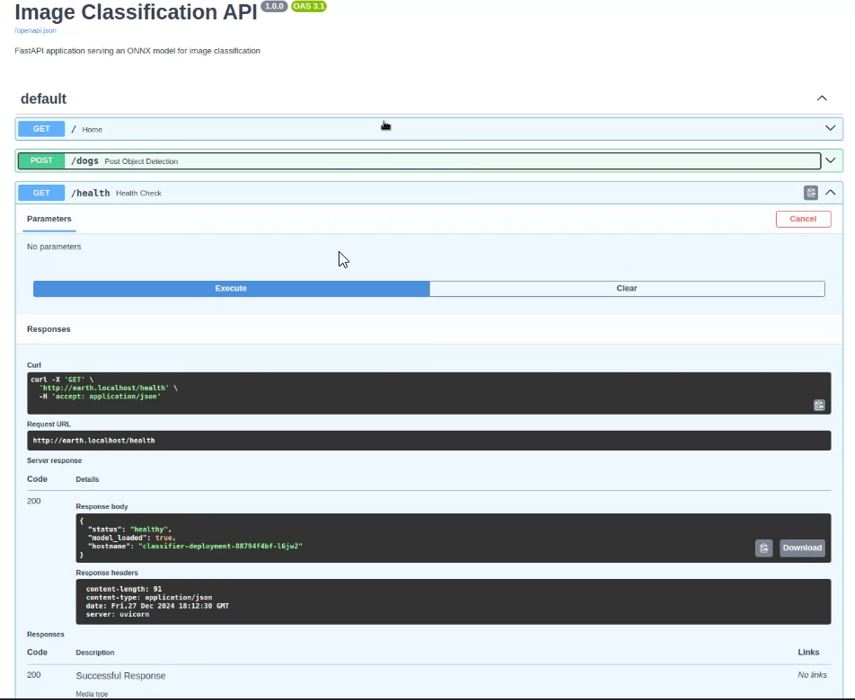 Image Classification API 1.0.0 OAS 3.1
/openapi.json
FastAPI application serving an ONNX model for image classification
default
GET / Home
POST /dogs Post Object Detection
GET /health Health Check
Parameters Cancel
No parameters
Execute Clear
Responses
Curl
curl -X 'GET' \
'http://earth.localhost/health' \
-H 'accept: application/json'
Request URL
http://earth.localhost/health
Server response
Code Details
200
Response body
{
"status": "healthy",
"model_loaded": true,
"hostname": "classifier-deployment-88794f4bf-l6jw2"
}
Download
Response headers
content-length: 91
content-type: application/json
date: Fri,27 Dec 2024 18:12:30 GMT
server: uvicorn
Responses
Code Description Links
200 Successful Response No links
Media type